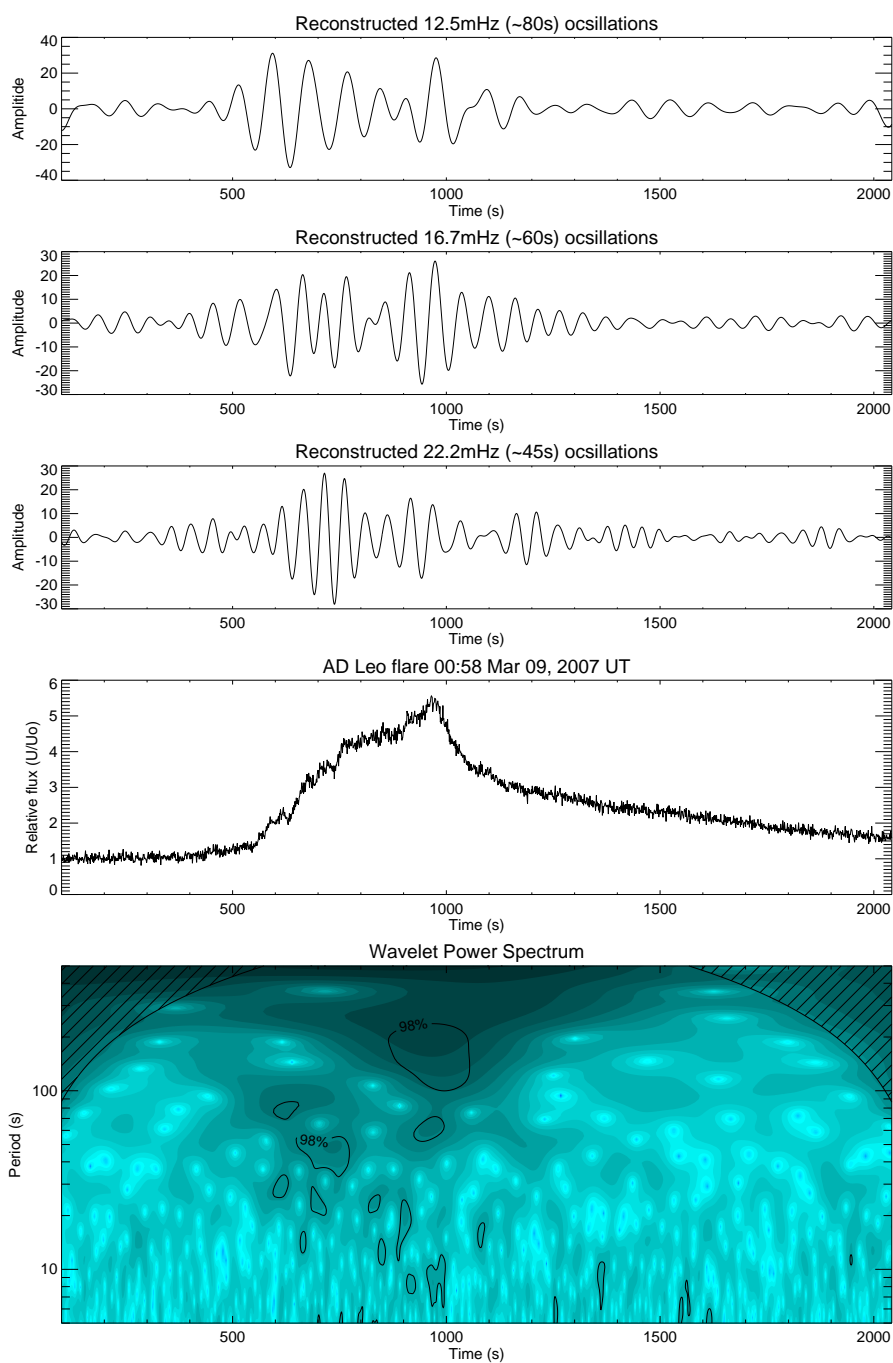 Reconstructed 12.5mHz (~80s) ocsillations
40
20
0
-20
-40
Amplitide
500 1000 1500 2000
Time (s)
Reconstructed 16.7mHz (~60s) ocsillations
30
20
10
0
-10
-20
-30
Amplitude
500 1000 1500 2000
Time (s)
Reconstructed 22.2mHz (~45s) ocsillations
30
20
10
0
-10
-20
-30
Amplitude
500 1000 1500 2000
Time (s)
AD Leo flare 00:58 Mar 09, 2007 UT
6
5
4
3
2
1
0
Relative flux (U/Uo)
500 1000 1500 2000
Time (s)
Wavelet Power Spectrum
98%
100
98%
10
Period (s)
500 1000 1500 2000
Time (s)